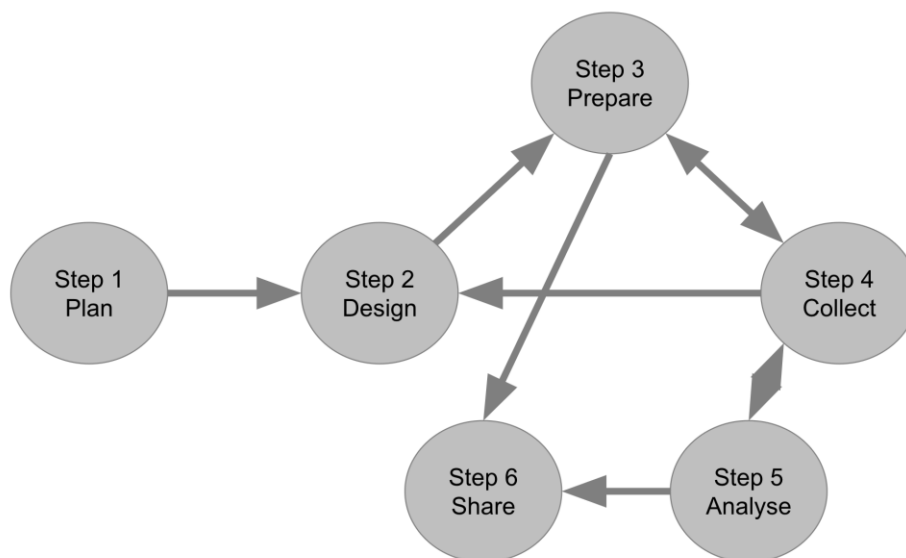 Step 1
Plan
Step 2
Design
Step 3
Prepare
Step 4
Collect
Step 5
Analyse
Step 6
Share